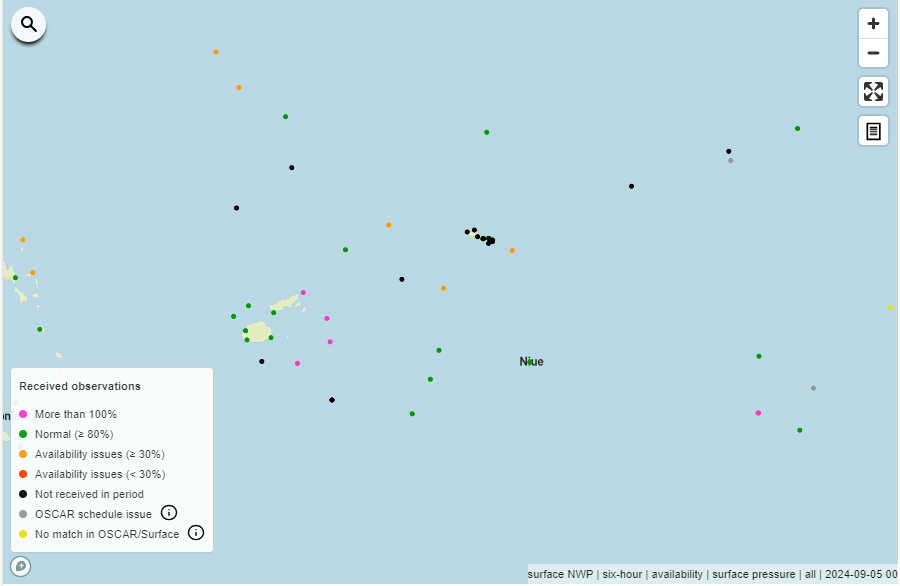 +
−
Niue
on
Received observations
More than 100%
Normal (≥ 80%)
Availability issues (≥ 30%)
Availability issues (< 30%)
Not received in period
OSCAR schedule issue
No match in OSCAR/Surface
surface NWP | six-hour | availability | surface pressure | all | 2024-09-05 00